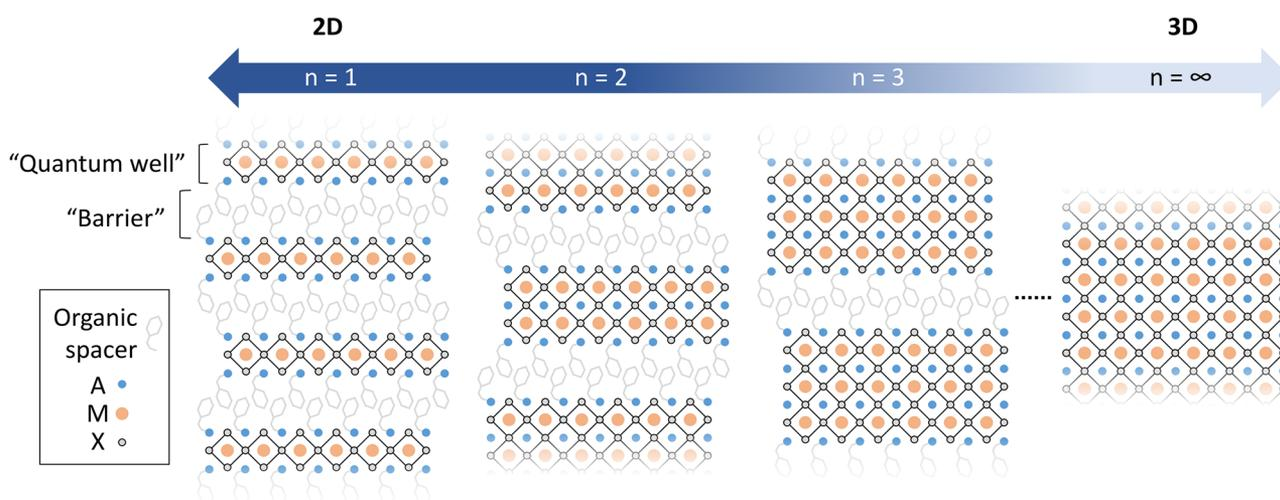 2D
3D
n = 1
n = 2
n = 3
n = ∞
“Quantum well”
“Barrier”
Organic
spacer
A
M
X
......